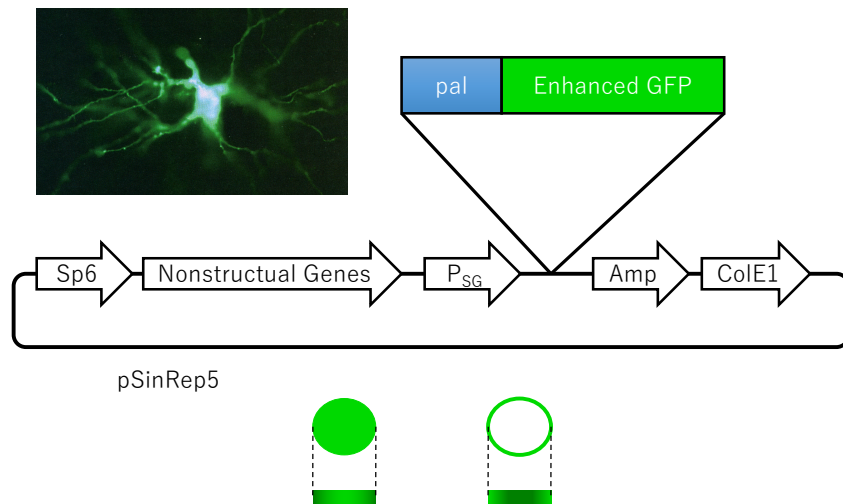 pal
Enhanced GFP
Sp6
Nonstructual Genes
PSG
Amp
ColE1
pSinRep5